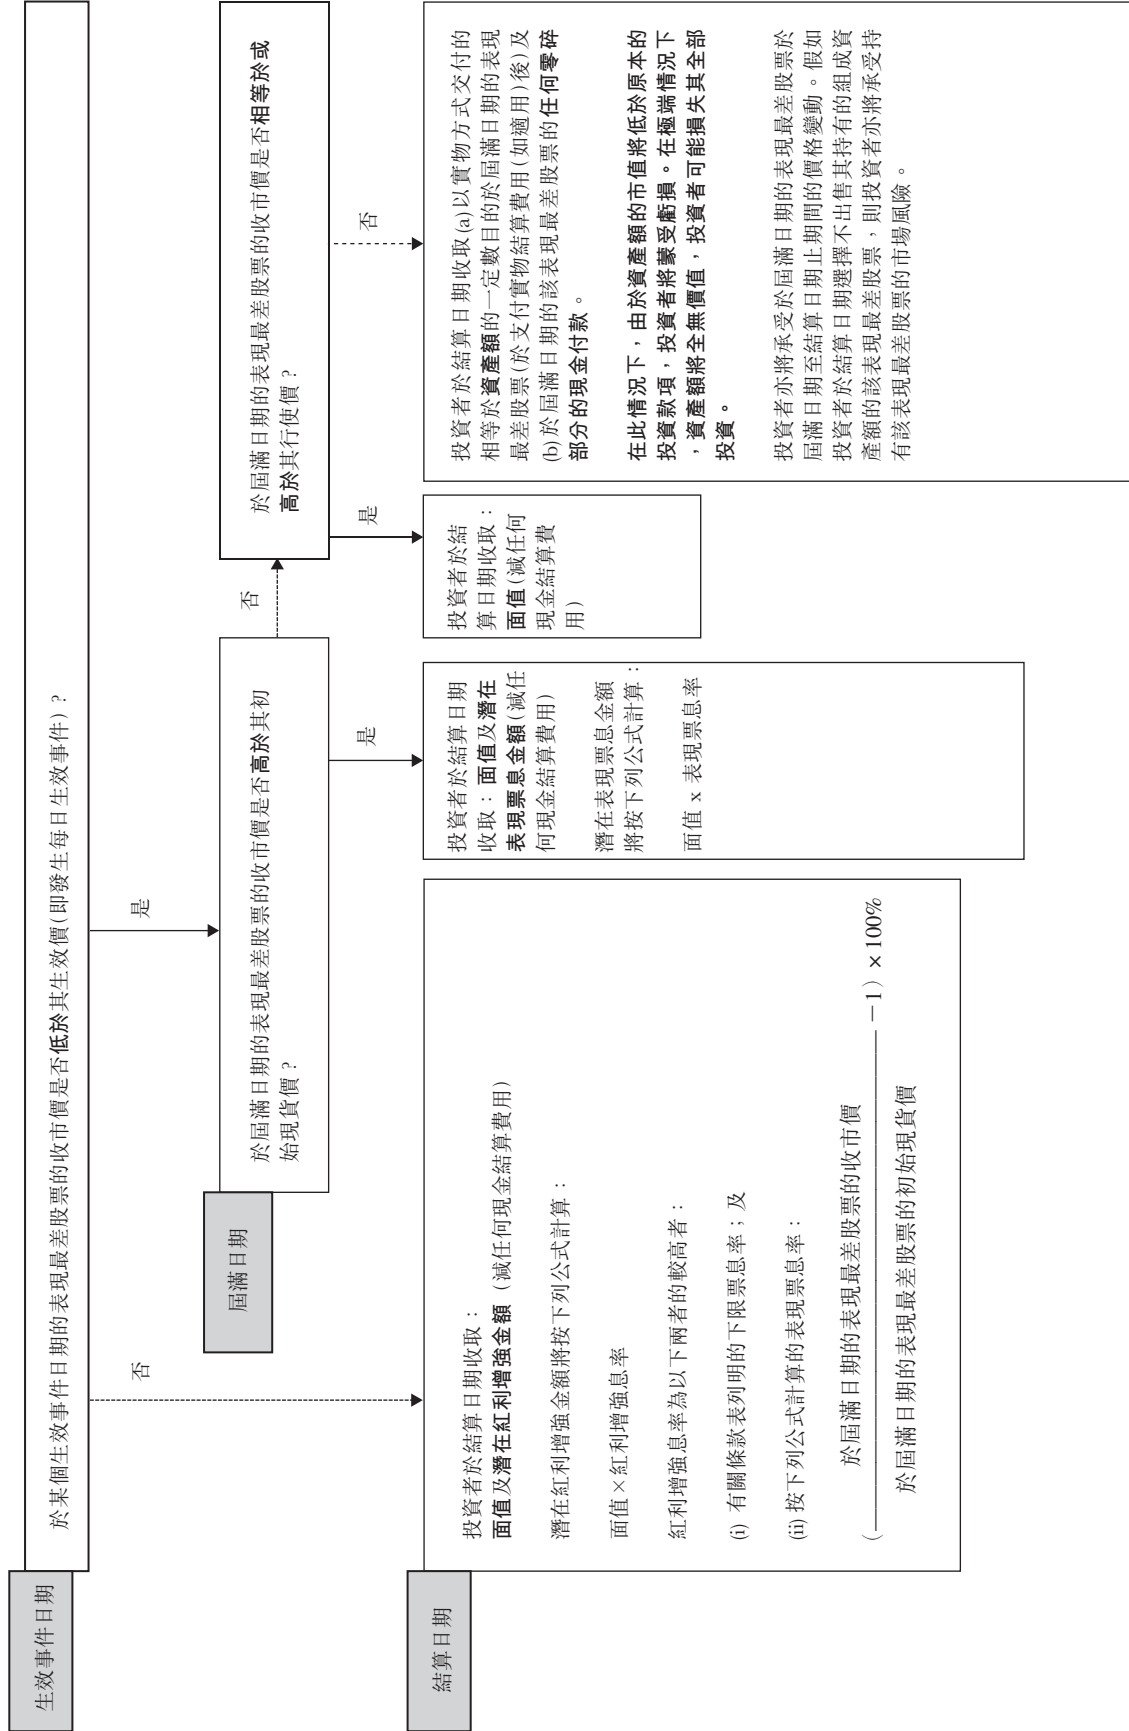 生效事件日期
於某個生效事件日期的表現最差股票的收市價是否低於其生效價(即發生每日生效事件)?
否
是
屆滿日期
於屆滿日期的表現最差股票的收市價是否高於其初
始現貨價?
否
是
於屆滿日期的表現最差股票的收市價是否相等於或
高於其行使價?
是
否
結算日期
投資者於結算日期收取:
面值及潛在紅利增強金額 (減任何現金結算費用)
潛在紅利增強金額將按下列公式計算:
面值×紅利增強息率
紅利增強息率為以下兩者的較高者:
(i) 有關條款表列明的下限票息率;及
(ii) 按下列公式計算的表現票息率:
於屆滿日期的表現最差股票的收市價
( —1) × 100%
於屆滿日期的表現最差股票的初始現貨價
投資者於結算日期
收取: 面值及潛在
表現票息金額(減任
何現金結算費用)
潛在表現票息金額
將按下列公式計算:
面值 x 表現票息率
投資者於結
算日期收取:
面值(減任何
現金結算費
用)
投資者於結算日期收取(a)以實物方式交付的
相等於資產額的一定數目的於屆滿日期的表現
最差股票(於支付實物結算費用(如適用)後)及
(b)於屆滿日期的該表現最差股票的任何零碎
部分的現金付款。
在此情況下,由於資產額的市值將低於原本的
投資款項,投資者將蒙受虧損。在極端情況下
,資產額將全無價值,投資者可能損失其全部
投資。
投資者亦將承受於屆滿日期的表現最差股票於
屆滿日期至結算日期止期間的價格變動。假如
投資者於結算日期選擇不出售其持有的組成資
產額的該表現最差股票,則投資者亦將承受持
有該表現最差股票的市場風險。